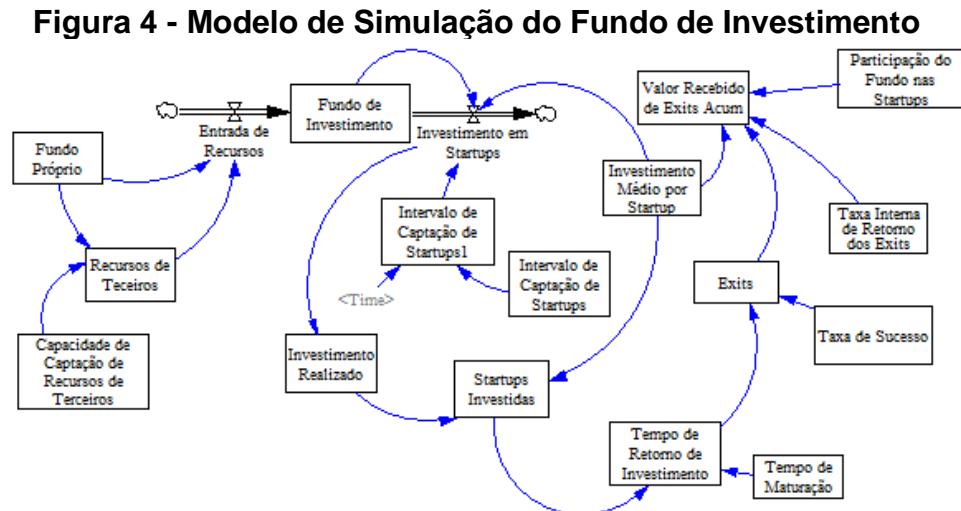 Figura 4 - Modelo de Simulação do Fundo de Investimento
Fundo de
Investimento
Entrada de
Recursos
Investimento em
Startups
Valor Recebido
de Exits Acum
Participação do
Fundo nas
Startups
Fundo
Próprio
Investimento
Médio por
Startup
Intervalo de
Captação de
Startups1
Taxa Interna
de Retorno
dos Exits
Recursos de
Teceiros
<Time>
Intervalo de
Captação de
Startups
Exits
Taxa de Sucesso
Capacidade de
Captação de
Recursos de
Terceiros
Investimento
Realizado
Startups
Investidas
Tempo de
Retorno de
Investimento
Tempo de
Maturação